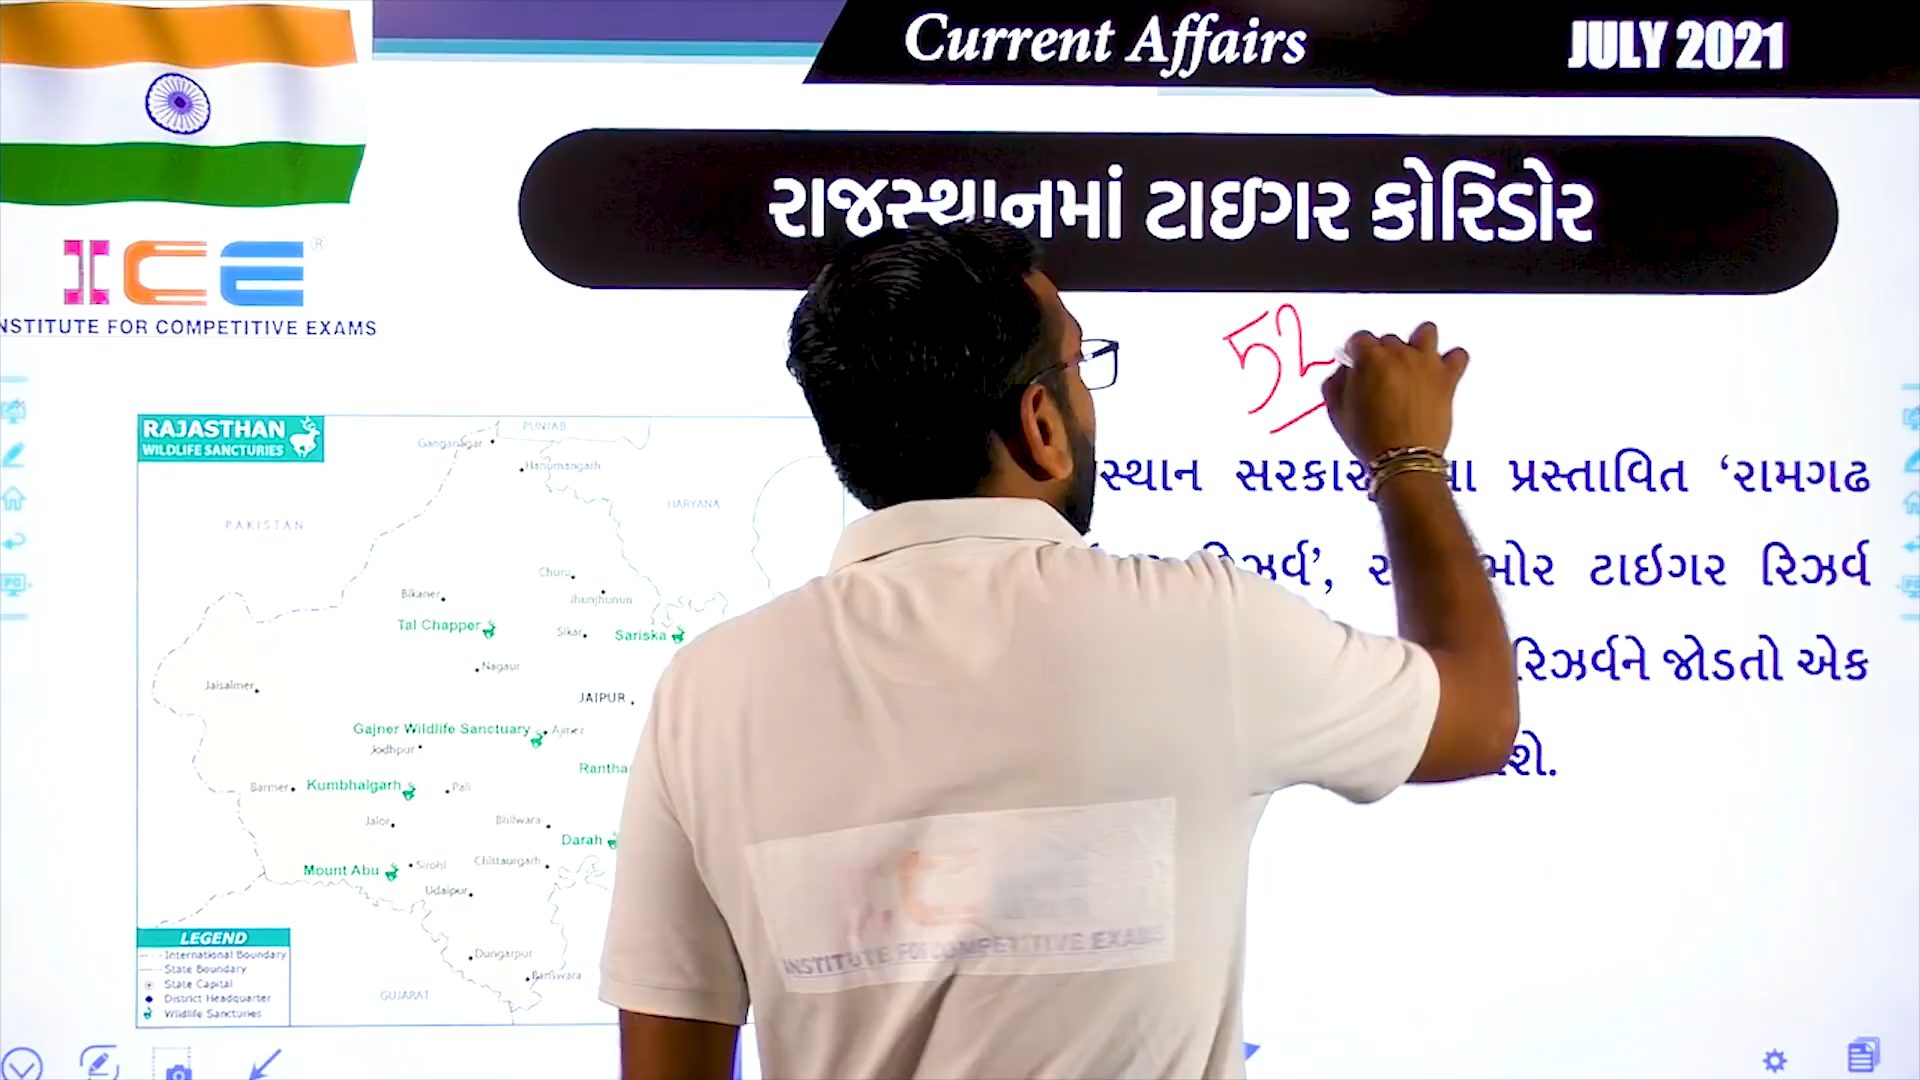 Current Affairs
JULY 2021
રાજસ્થાનમાં ટાઇગર કોરિડોર
ICE®
INSTITUTE FOR COMPETITIVE EXAMS
52
સરકાર પ્રસ્તાવિત ‘રામગઢ
ટાઇગર રિઝર્વ
રિઝર્વને જોડતો એક
RAJASTHAN
WILDLIFE SANCTURIES
PUNJAB
Ganganagar
Hanumangarh
HARYANA
PAKISTAN
Churu
Jhunjhunun
Bikaner
Tal Chapper
Sikar
Sariska
Nagaur
Jaisalmer
JAIPUR
Gajner Wildlife Sanctuary
Ajmer
Jodhpur
Rantha
Barmer
Kumbhalgarh
Pali
Jalor
Bhilwara
Darah
Mount Abu
Sirohi
Chittaurgarh
Udaipur
Dungarpur
Banswara
GUJARAT
LEGEND
International Boundary
State Boundary
State Capital
District Headquarter
Wildlife Sancturies
INSTITUTE FOR COMPETITIVE EXAMS